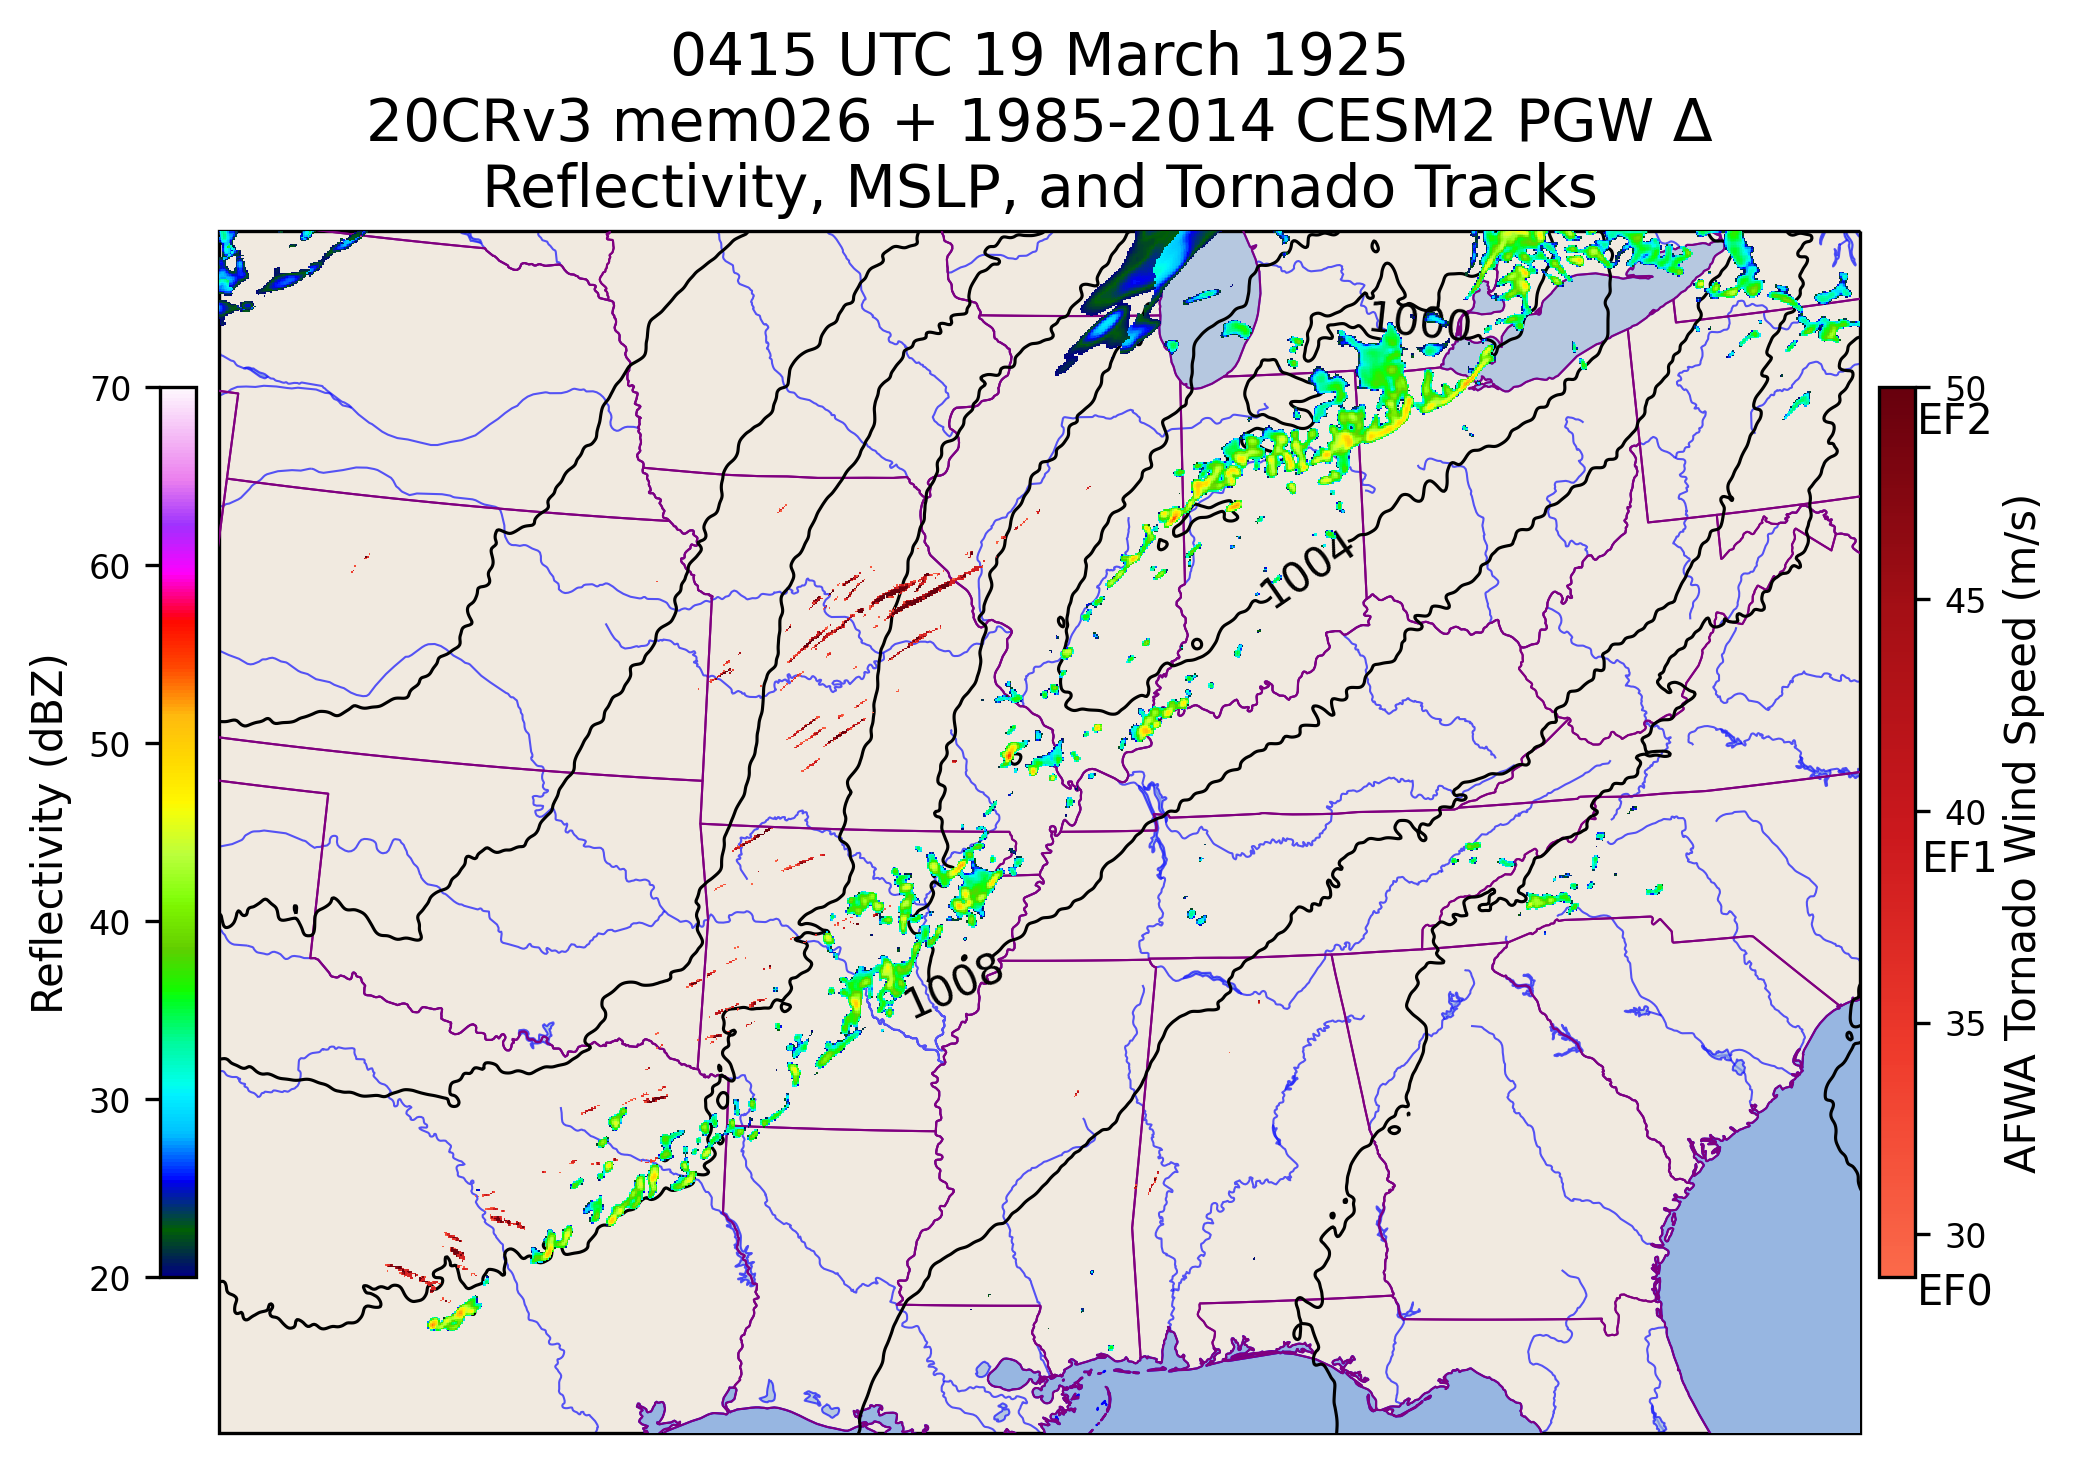 0415 UTC 19 March 1925
20CRv3 mem026 + 1985-2014 CESM2 PGW Δ
Reflectivity, MSLP, and Tornado Tracks
Reflectivity (dBZ)
70
60
50
40
30
20
1000
1004
1008
50
EF2
45
40
EF1
35
30
EF0
AFWA Tornado Wind Speed (m/s)